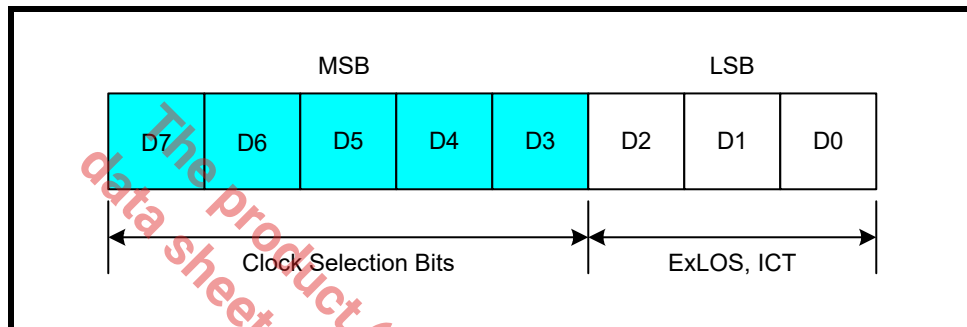 MSB LSB
D7 D6 D5 D4 D3 D2 D1 D0
Clock Selection Bits ExLOS, ICT
The product
data sheet